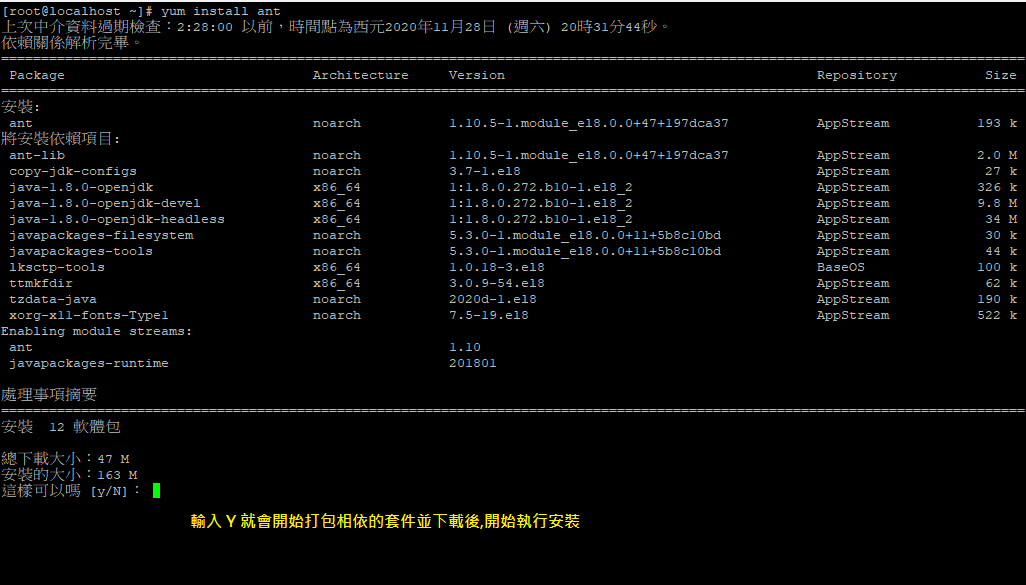 [root@localhost ~]# yum install ant
上次中介資料過期檢查：2:28:00 以前，時間點為西元2020年11月28日 (週六) 20時31分44秒。
依賴關係解析完畢。
Package Architecture Version Repository Size
安裝:
ant noarch 1.10.5-1.module_el8.0.0+47+197dca37 AppStream 193 k
將安裝依賴項目:
ant-lib noarch 1.10.5-1.module_el8.0.0+47+197dca37 AppStream 2.0 M
copy-jdk-configs noarch 3.7-1.el8 AppStream 27 k
java-1.8.0-openjdk x86_64 1:1.8.0.272.b10-1.el8_2 AppStream 326 k
java-1.8.0-openjdk-devel x86_64 1:1.8.0.272.b10-1.el8_2 AppStream 9.8 M
java-1.8.0-openjdk-headless x86_64 1:1.8.0.272.b10-1.el8_2 AppStream 34 M
javapackages-filesystem noarch 5.3.0-1.module_el8.0.0+11+5b8c10bd AppStream 30 k
javapackages-tools noarch 5.3.0-1.module_el8.0.0+11+5b8c10bd AppStream 44 k
lksctp-tools x86_64 1.0.18-3.el8 BaseOS 100 k
ttmkfdir x86_64 3.0.9-54.el8 AppStream 62 k
tzdata-java noarch 2020d-1.el8 AppStream 190 k
xorg-x11-fonts-Type1 noarch 7.5-19.el8 AppStream 522 k
Enabling module streams:
ant 1.10
javapackages-runtime 201801
處理事項摘要
安裝 12 軟體包
總下載大小：47 M
安裝的大小：163 M
這樣可以嗎 [y/N]：
輸入 Y 就會開始打包相依的套件並下載後,開始執行安裝